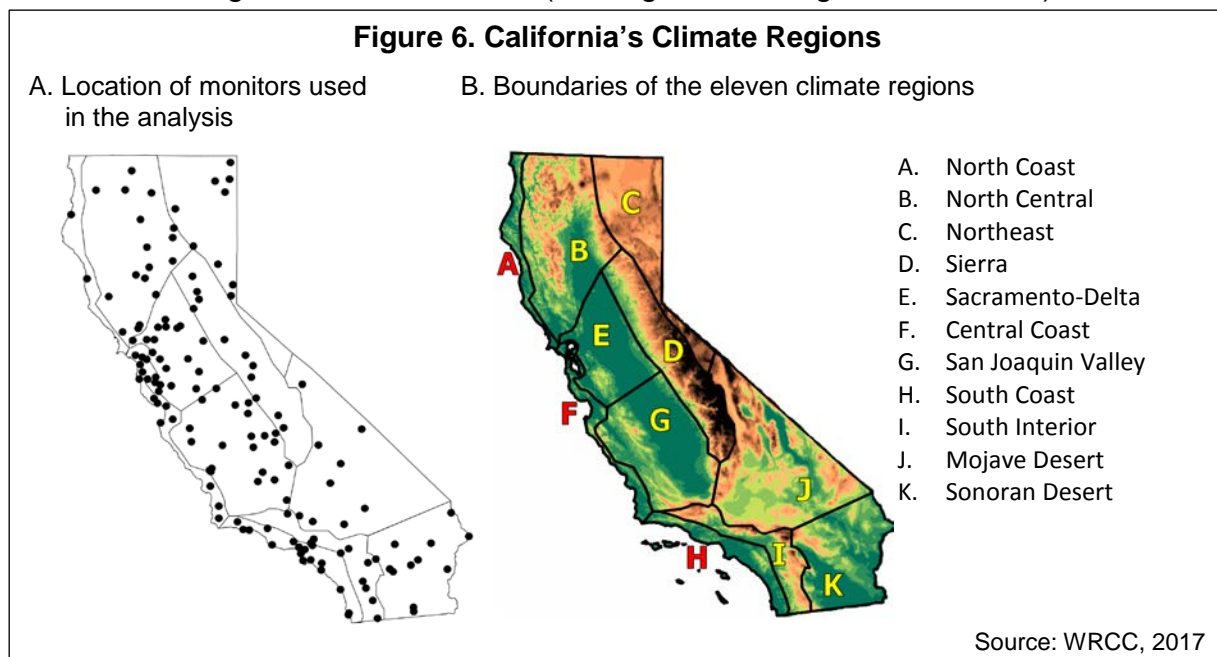 Figure 6. California's Climate Regions
A. Location of monitors used
in the analysis
B. Boundaries of the eleven climate regions
A. North Coast
B. North Central
C. Northeast
D. Sierra
E. Sacramento-Delta
F. Central Coast
G. San Joaquin Valley
H. South Coast
I. South Interior
J. Mojave Desert
K. Sonoran Desert
C
B
A
E
D
F
G
J
H
I
K
Source: WRCC, 2017